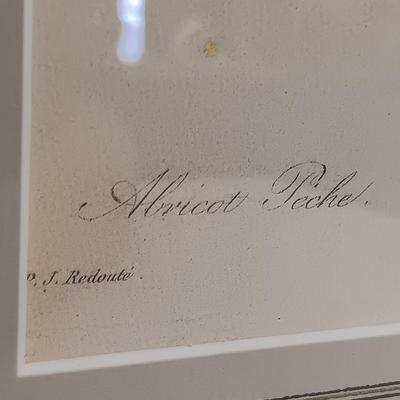 Abricot Pêche.
P. J. Redouté.